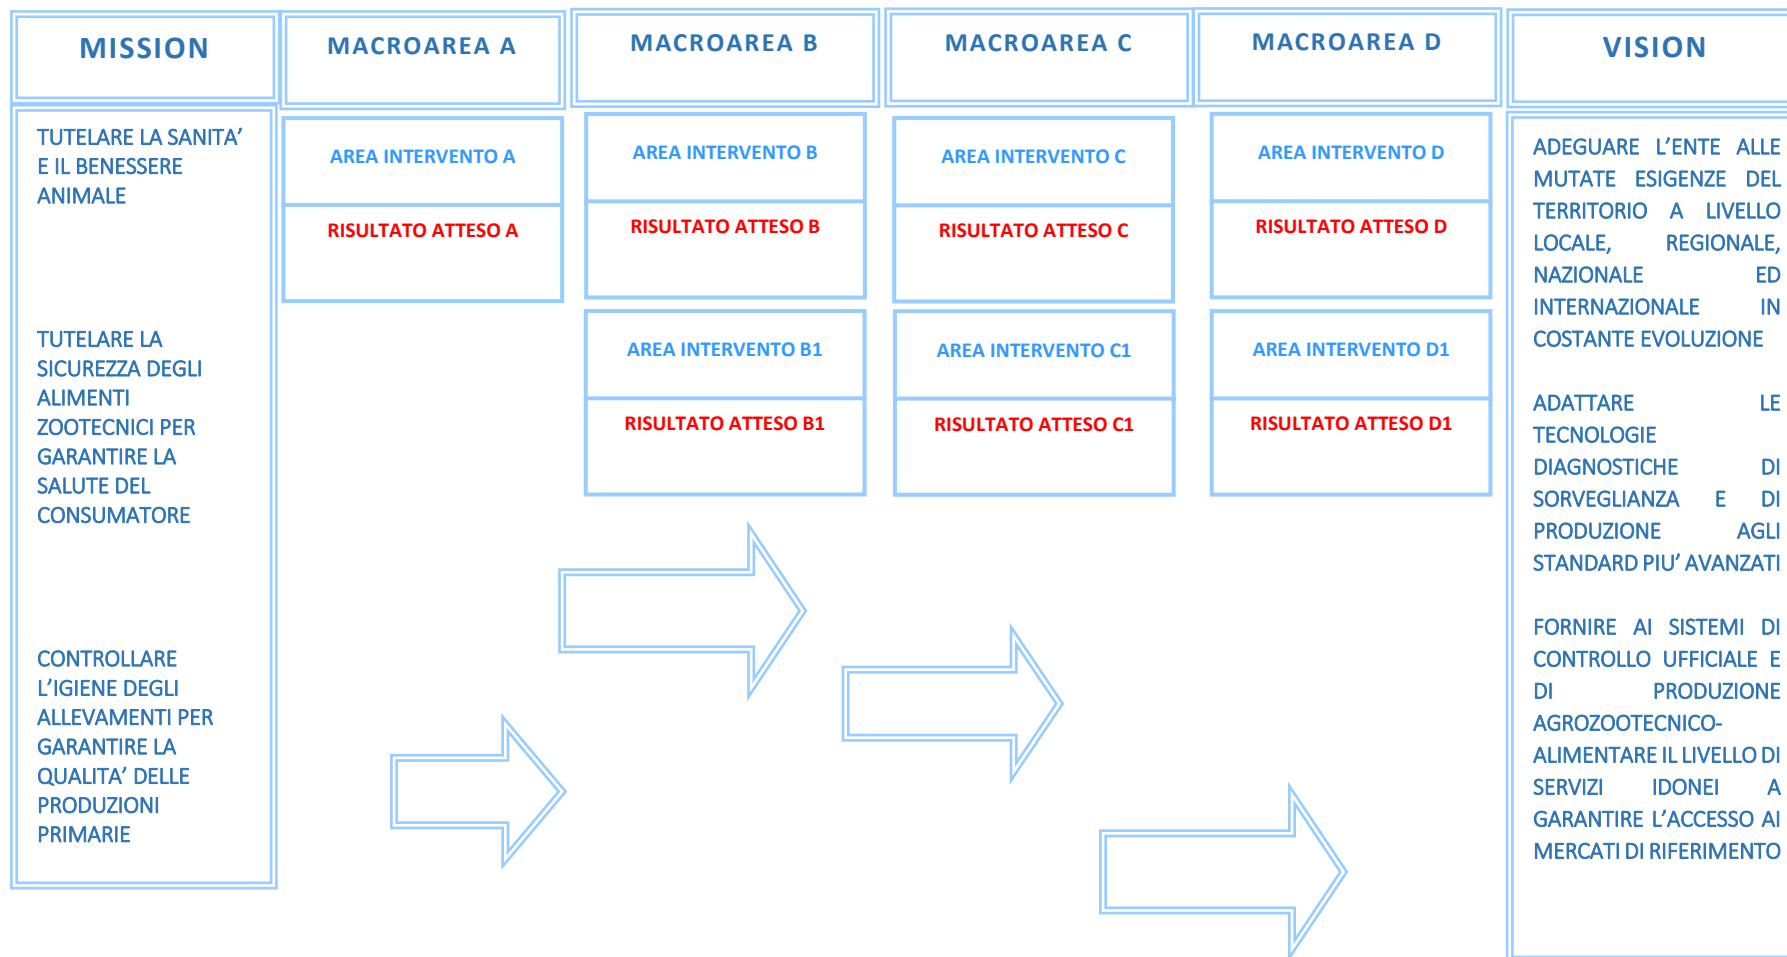 MISSION
MACROAREA A
MACROAREA B
MACROAREA C
MACROAREA D
VISION
TUTELARE LA SANITA’
E IL BENESSERE
ANIMALE
TUTELARE LA
SICUREZZA DEGLI
ALIMENTI
ZOOTECNICI PER
GARANTIRE LA
SALUTE DEL
CONSUMATORE
CONTROLLARE
L’IGIENE DEGLI
ALLEVAMENTI PER
GARANTIRE LA
QUALITA’ DELLE
PRODUZIONI
PRIMARIE
AREA INTERVENTO A
RISULTATO ATTESO A
AREA INTERVENTO B
RISULTATO ATTESO B
AREA INTERVENTO B1
RISULTATO ATTESO B1
AREA INTERVENTO C
RISULTATO ATTESO C
AREA INTERVENTO C1
RISULTATO ATTESO C1
AREA INTERVENTO D
RISULTATO ATTESO D
AREA INTERVENTO D1
RISULTATO ATTESO D1
ADEGUARE L’ENTE ALLE
MUTATE ESIGENZE DEL
TERRITORIO A LIVELLO
LOCALE, REGIONALE,
NAZIONALE ED
INTERNAZIONALE IN
COSTANTE EVOLUZIONE
ADATTARE LE
TECNOLOGIE
DIAGNOSTICHE DI
SORVEGLIANZA E DI
PRODUZIONE AGLI
STANDARD PIU’ AVANZATI
FORNIRE AI SISTEMI DI
CONTROLLO UFFICIALE E
DI PRODUZIONE
AGROZOOTECNICO-
ALIMENTARE IL LIVELLO DI
SERVIZI IDONEI A
GARANTIRE L’ACCESSO AI
MERCATI DI RIFERIMENTO